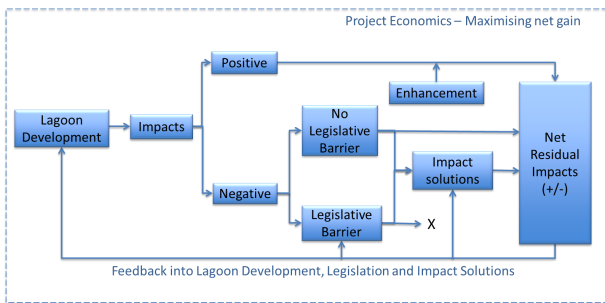 Project Economics – Maximising net gain
Positive
Enhancement
Lagoon
Development
Impacts
No
Legislative
Barrier
Net
Residual
Impacts
(+/-)
Impact
solutions
Negative
Legislative
Barrier
X
Feedback into Lagoon Development, Legislation and Impact Solutions